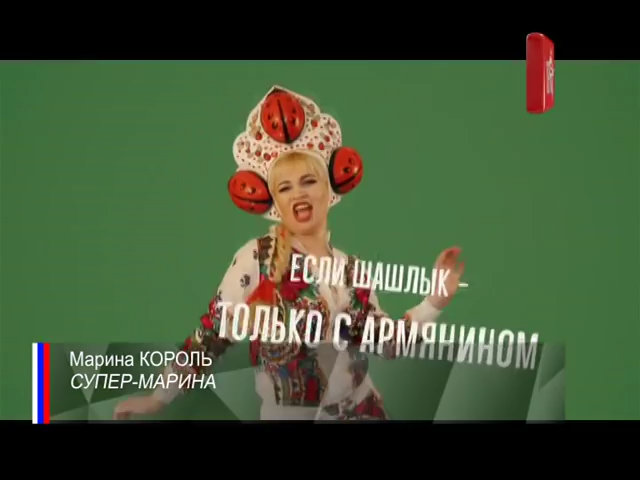 ЕСЛИ ШАШЛЫК –
ТОЛЬКО С АРМЯНИНОМ
Марина КОРОЛЬ
СУПЕР-МАРИНА